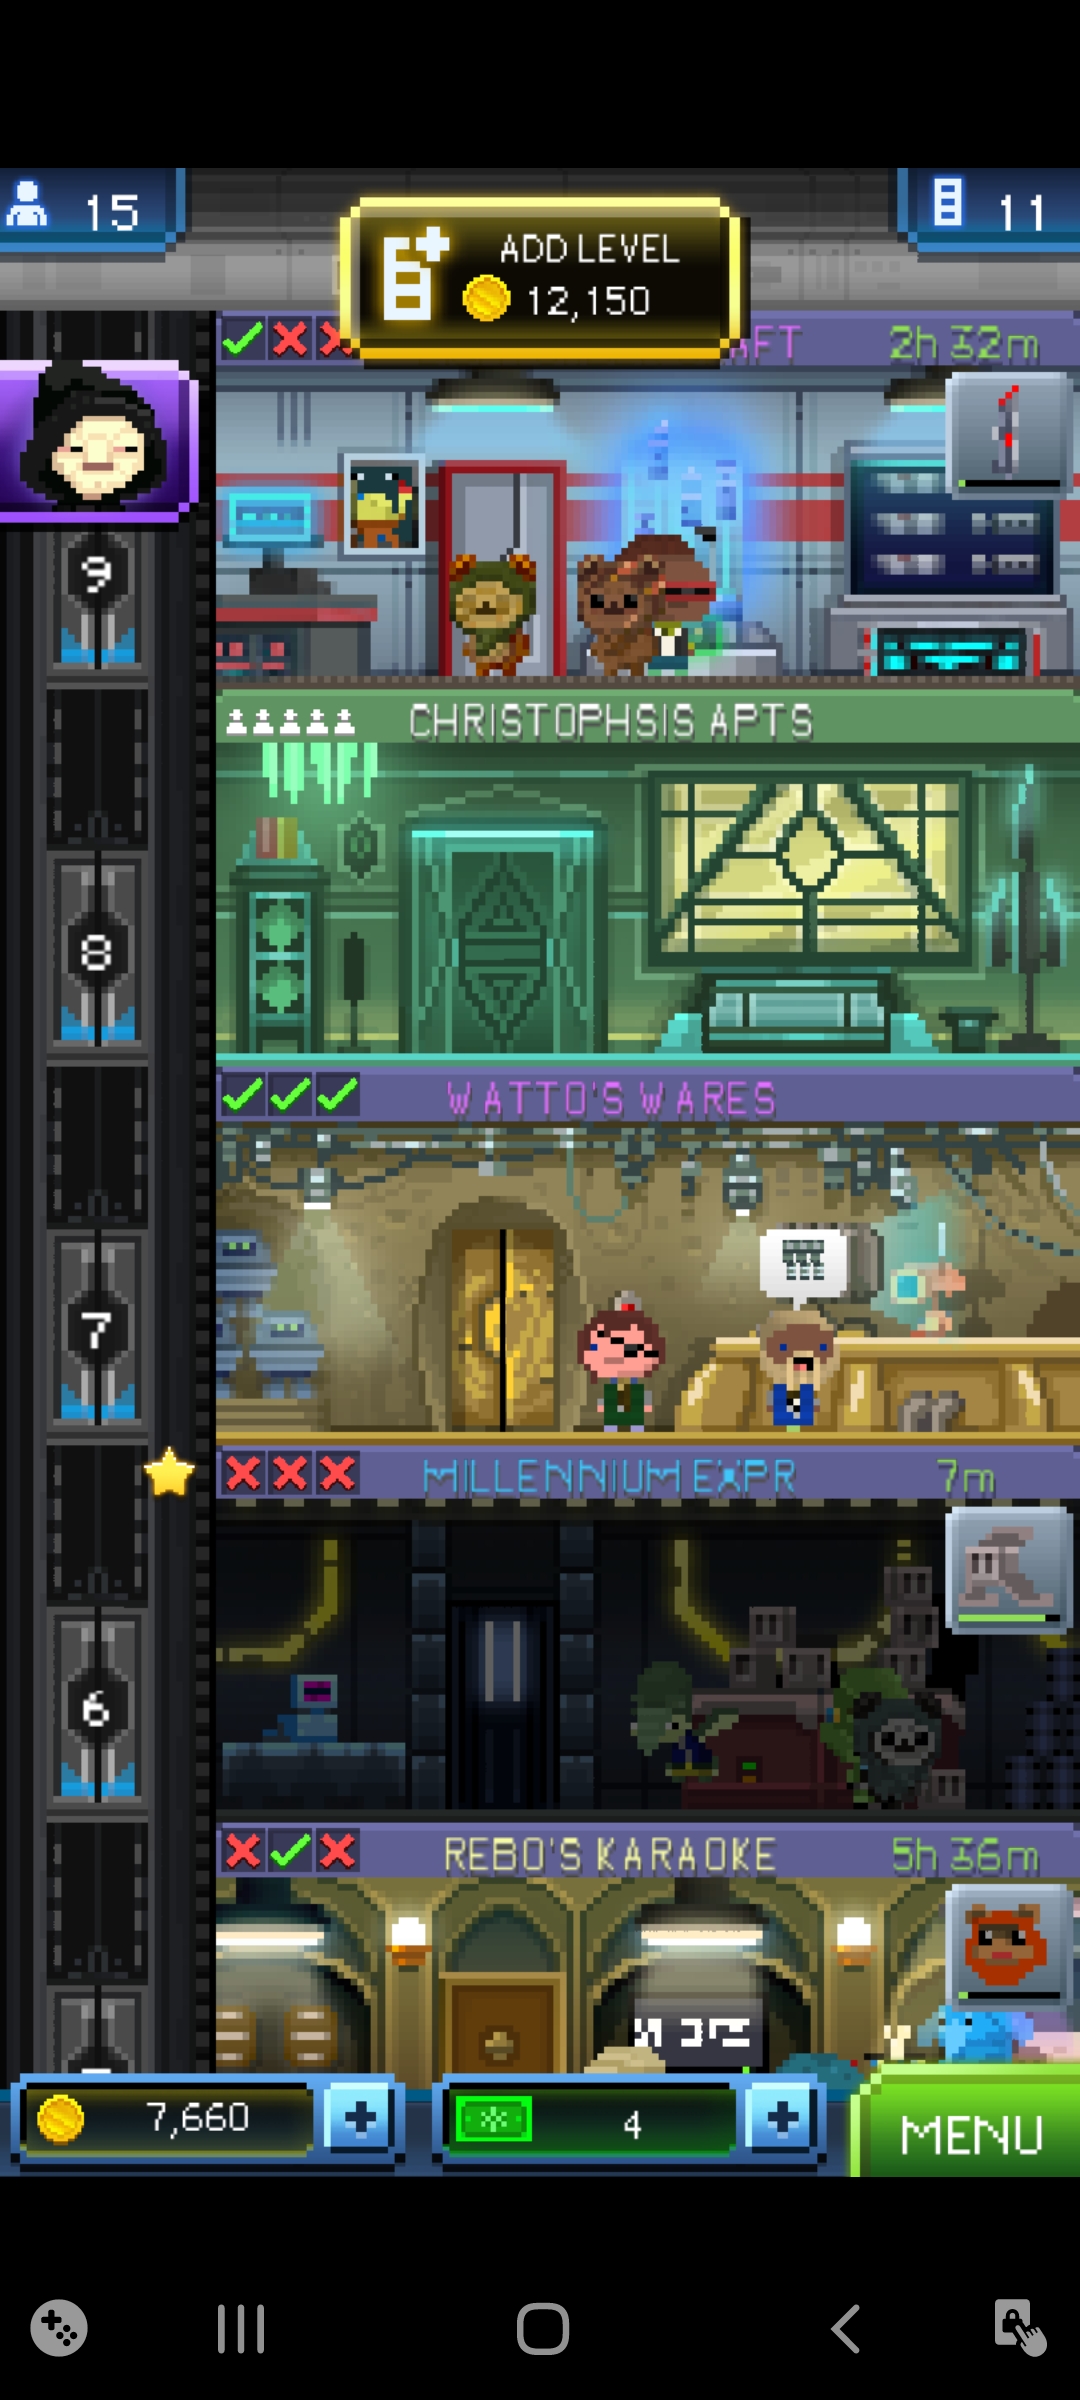 15
ADD LEVEL
12,150
11
AFT 2h 32m
9
CHRISTOPHSIS APTS
8
WATTO'S WARES
7
MILLENNIUM EXPR 7m
6
REBO'S KARAOKE 5h 36m
7,660
4
MENU